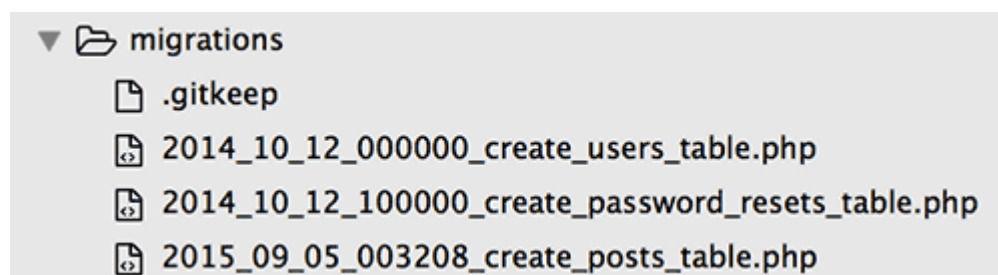 migrations
.gitkeep
2014_10_12_000000_create_users_table.php
2014_10_12_100000_create_password_resets_table.php
2015_09_05_003208_create_posts_table.php